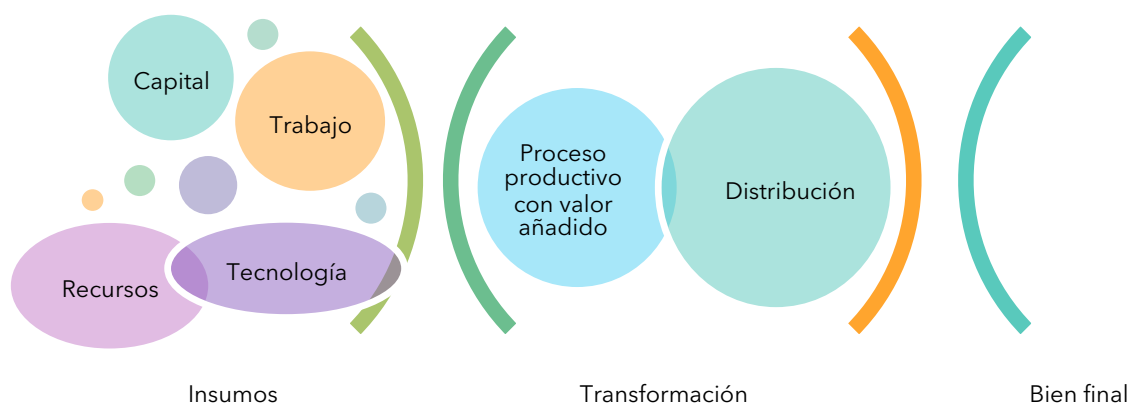 Capital
Trabajo
Recursos
Tecnología
Proceso
productivo
con valor
añadido
Distribución
Insumos
Transformación
Bien final